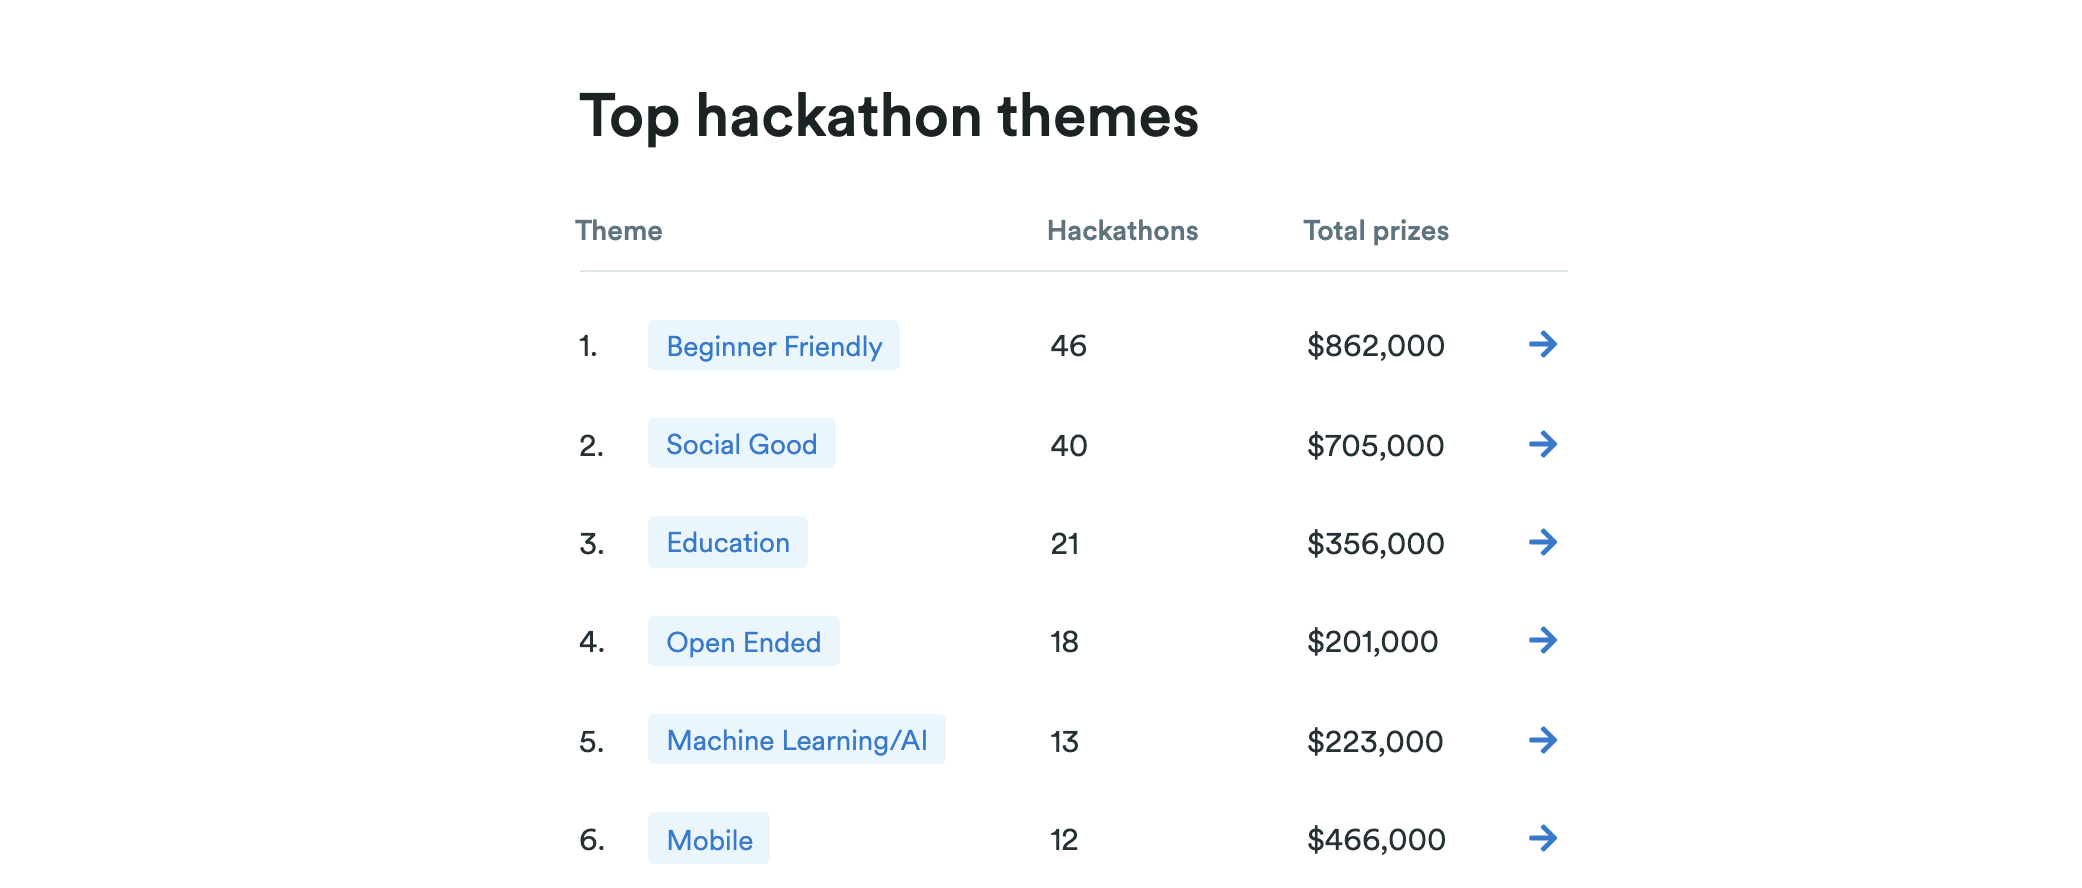 Top hackathon themes
Theme Hackathons Total prizes
1. Beginner Friendly 46 $862,000
2. Social Good 40 $705,000
3. Education 21 $356,000
4. Open Ended 18 $201,000
5. Machine Learning/AI 13 $223,000
6. Mobile 12 $466,000